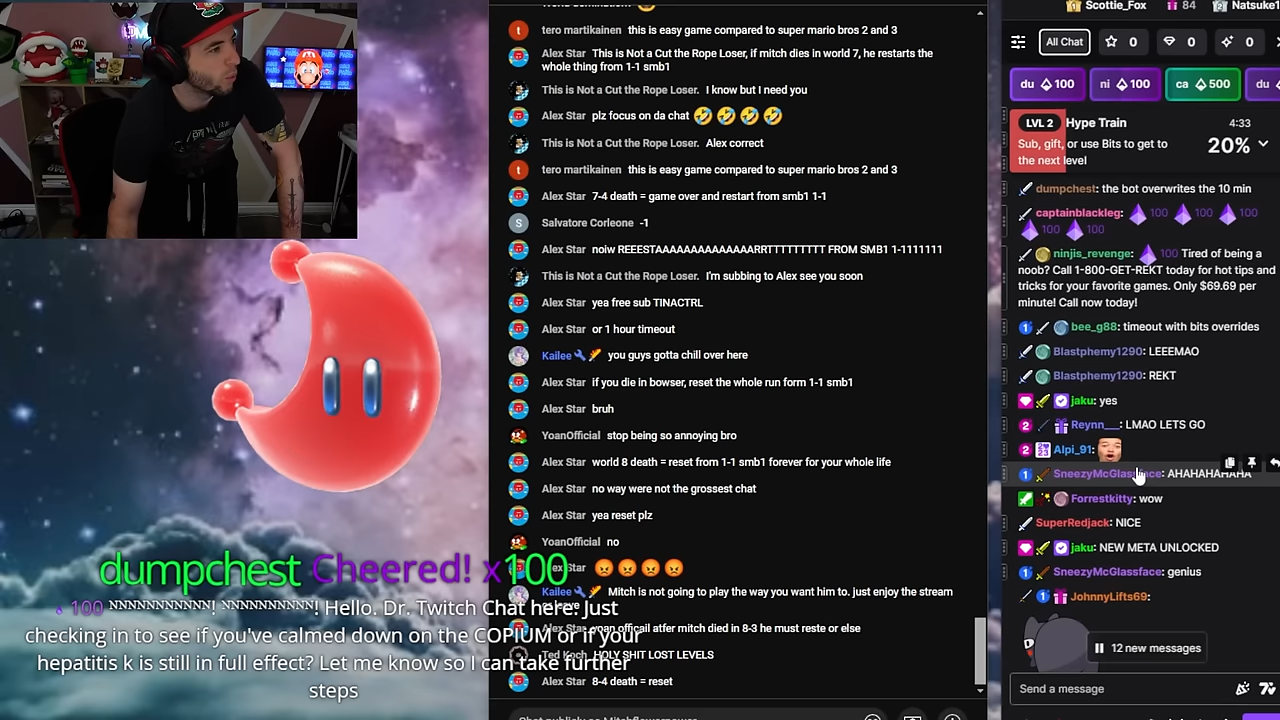 tero martikainen this is easy game compared to super mario bros 2 and 3
Alex Star This is Not a Cut the Rope Loser, if mitch dies in world 7, he restarts the
whole thing from 1-1 smb1
This is Not a Cut the Rope Loser. I know but I need you
Alex Star plz focus on da chat 🤣 🤣 🤣 🤣
This is Not a Cut the Rope Loser. Alex correct
tero martikainen this is easy game compared to super mario bros 2 and 3
Alex Star 7-4 death = game over and restart from smb1 1-1
S Salvatore Corleone -1
Alex Star noiw REEESTAAAAAAAAAAAAAARRTTTTTTTTT FROM SMB1 1-1111111
This is Not a Cut the Rope Loser. I'm subbing to Alex see you soon
Alex Star yea free sub TINACTRL
Alex Star or 1 hour timeout
Kailee you guys gotta chill over here
Alex Star if you die in bowser, reset the whole run form 1-1 smb1
Alex Star bruh
YoanOfficial stop being so annoying bro
Alex Star world 8 death = reset from 1-1 smb1 forever for your whole life
Alex Star no way were not the grossest chat
Alex Star yea reset plz
YoanOfficial no
😡 😡 😡 😡
Kailee Mitch is not going to play the way you want him to. just enjoy the stream
Alex Star yoan offiçail atfer mitch died in 8-3 he must reste or else
Ted Koch HOLY SHIT LOST LEVELS
Alex Star 8-4 death = reset
dumpchest Cheered! x100
100 NNNNNNNNNNN! NNNNNNNNNN! Hello. Dr. Twitch Chat here. Just
checking in to see if you've calmed down on the COPIUM or if your
hepatitis k is still in full effect? Let me know so I can take further
steps
Scottie_Fox 84 Natsuke1
All Chat 0 0 0
du 100 ni 100 ca 500 du
LVL 2 Hype Train 4:33
Sub, gift, or use Bits to get to
the next level 20%
dumpchest: the bot overwrites the 10 min
captainblackleg: 100 100 100
100 100
ninjis_revenge: 100 Tired of being a
noob? Call 1-800-GET-REKT today for hot tips and
tricks for your favorite games. Only $69.69 per
minute! Call now today!
bee_g88: timeout with bits overrides
Blastphemy1290: LEEEMAO
Blastphemy1290: REKT
jaku: yes
Reynn___: LMAO LETS GO
Alpi_91:
SneezyMcGlassface: AHAHAHAHAHA
Forrestkitty: wow
SuperRedjack: NICE
jaku: NEW META UNLOCKED
SneezyMcGlassface: genius
JohnnyLifts69:
12 new messages
Send a message